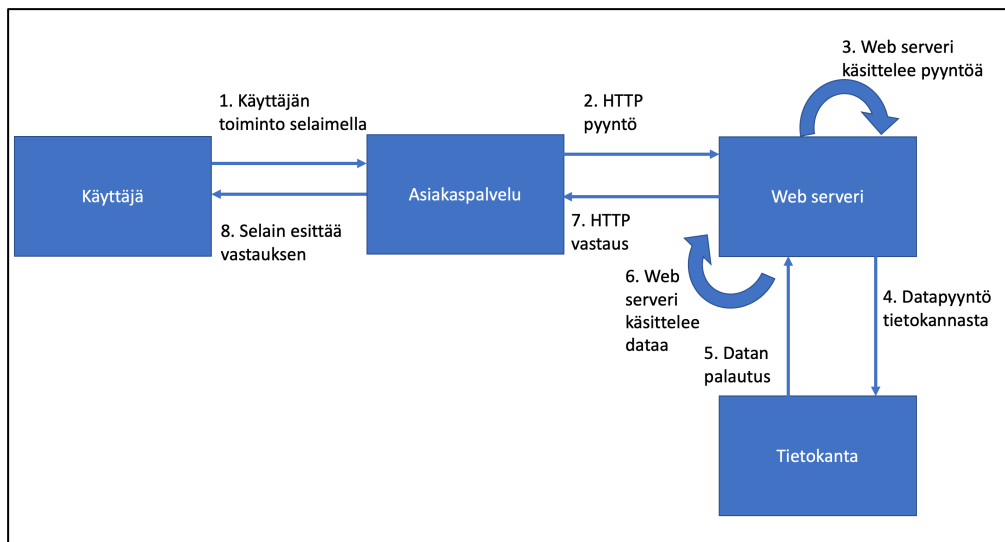 3. Web serveri
käsittelee pyyntöä
1. Käyttäjän
toiminto selaimella
2. HTTP
pyyntö
Käyttäjä
Asiakaspalvelu
Web serveri
8. Selain esittää
vastauksen
7. HTTP
vastaus
6. Web
serveri
käsittelee
dataa
4. Datapyyntö
tietokannasta
5. Datan
palautus
Tietokanta